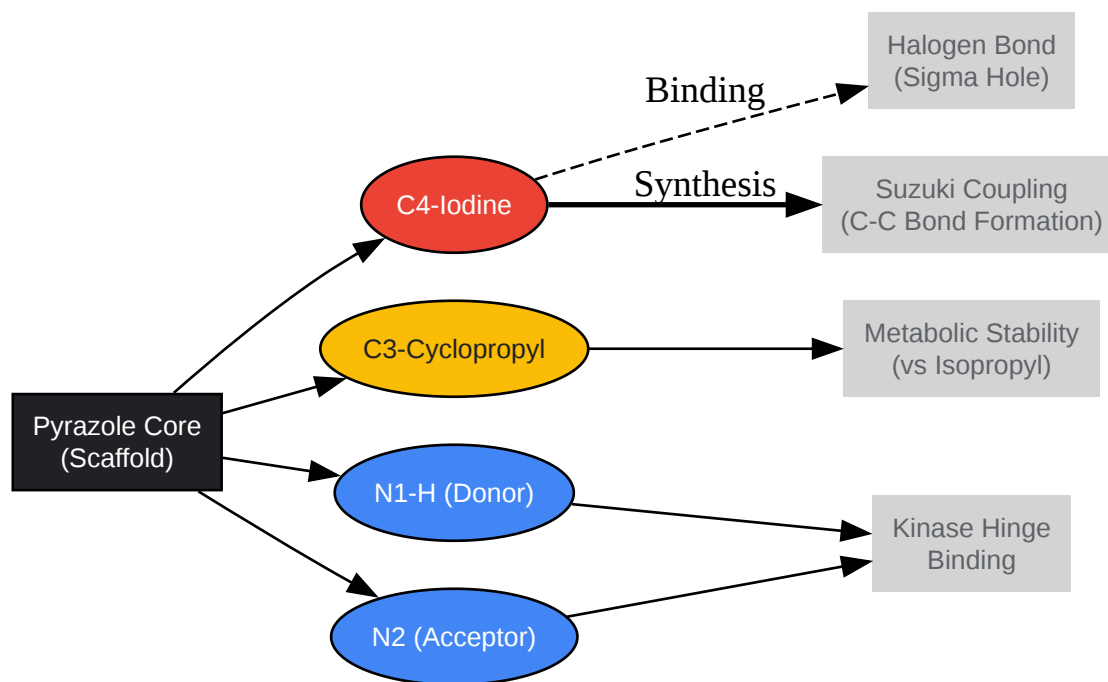 Halogen Bond
(Sigma Hole)
Binding
Synthesis
C4-Iodine
Suzuki Coupling
(C-C Bond Formation)
C3-Cyclopropyl
Metabolic Stability
(vs Isopropyl)
Pyrazole Core
(Scaffold)
N1-H (Donor)
Kinase Hinge
Binding
N2 (Acceptor)